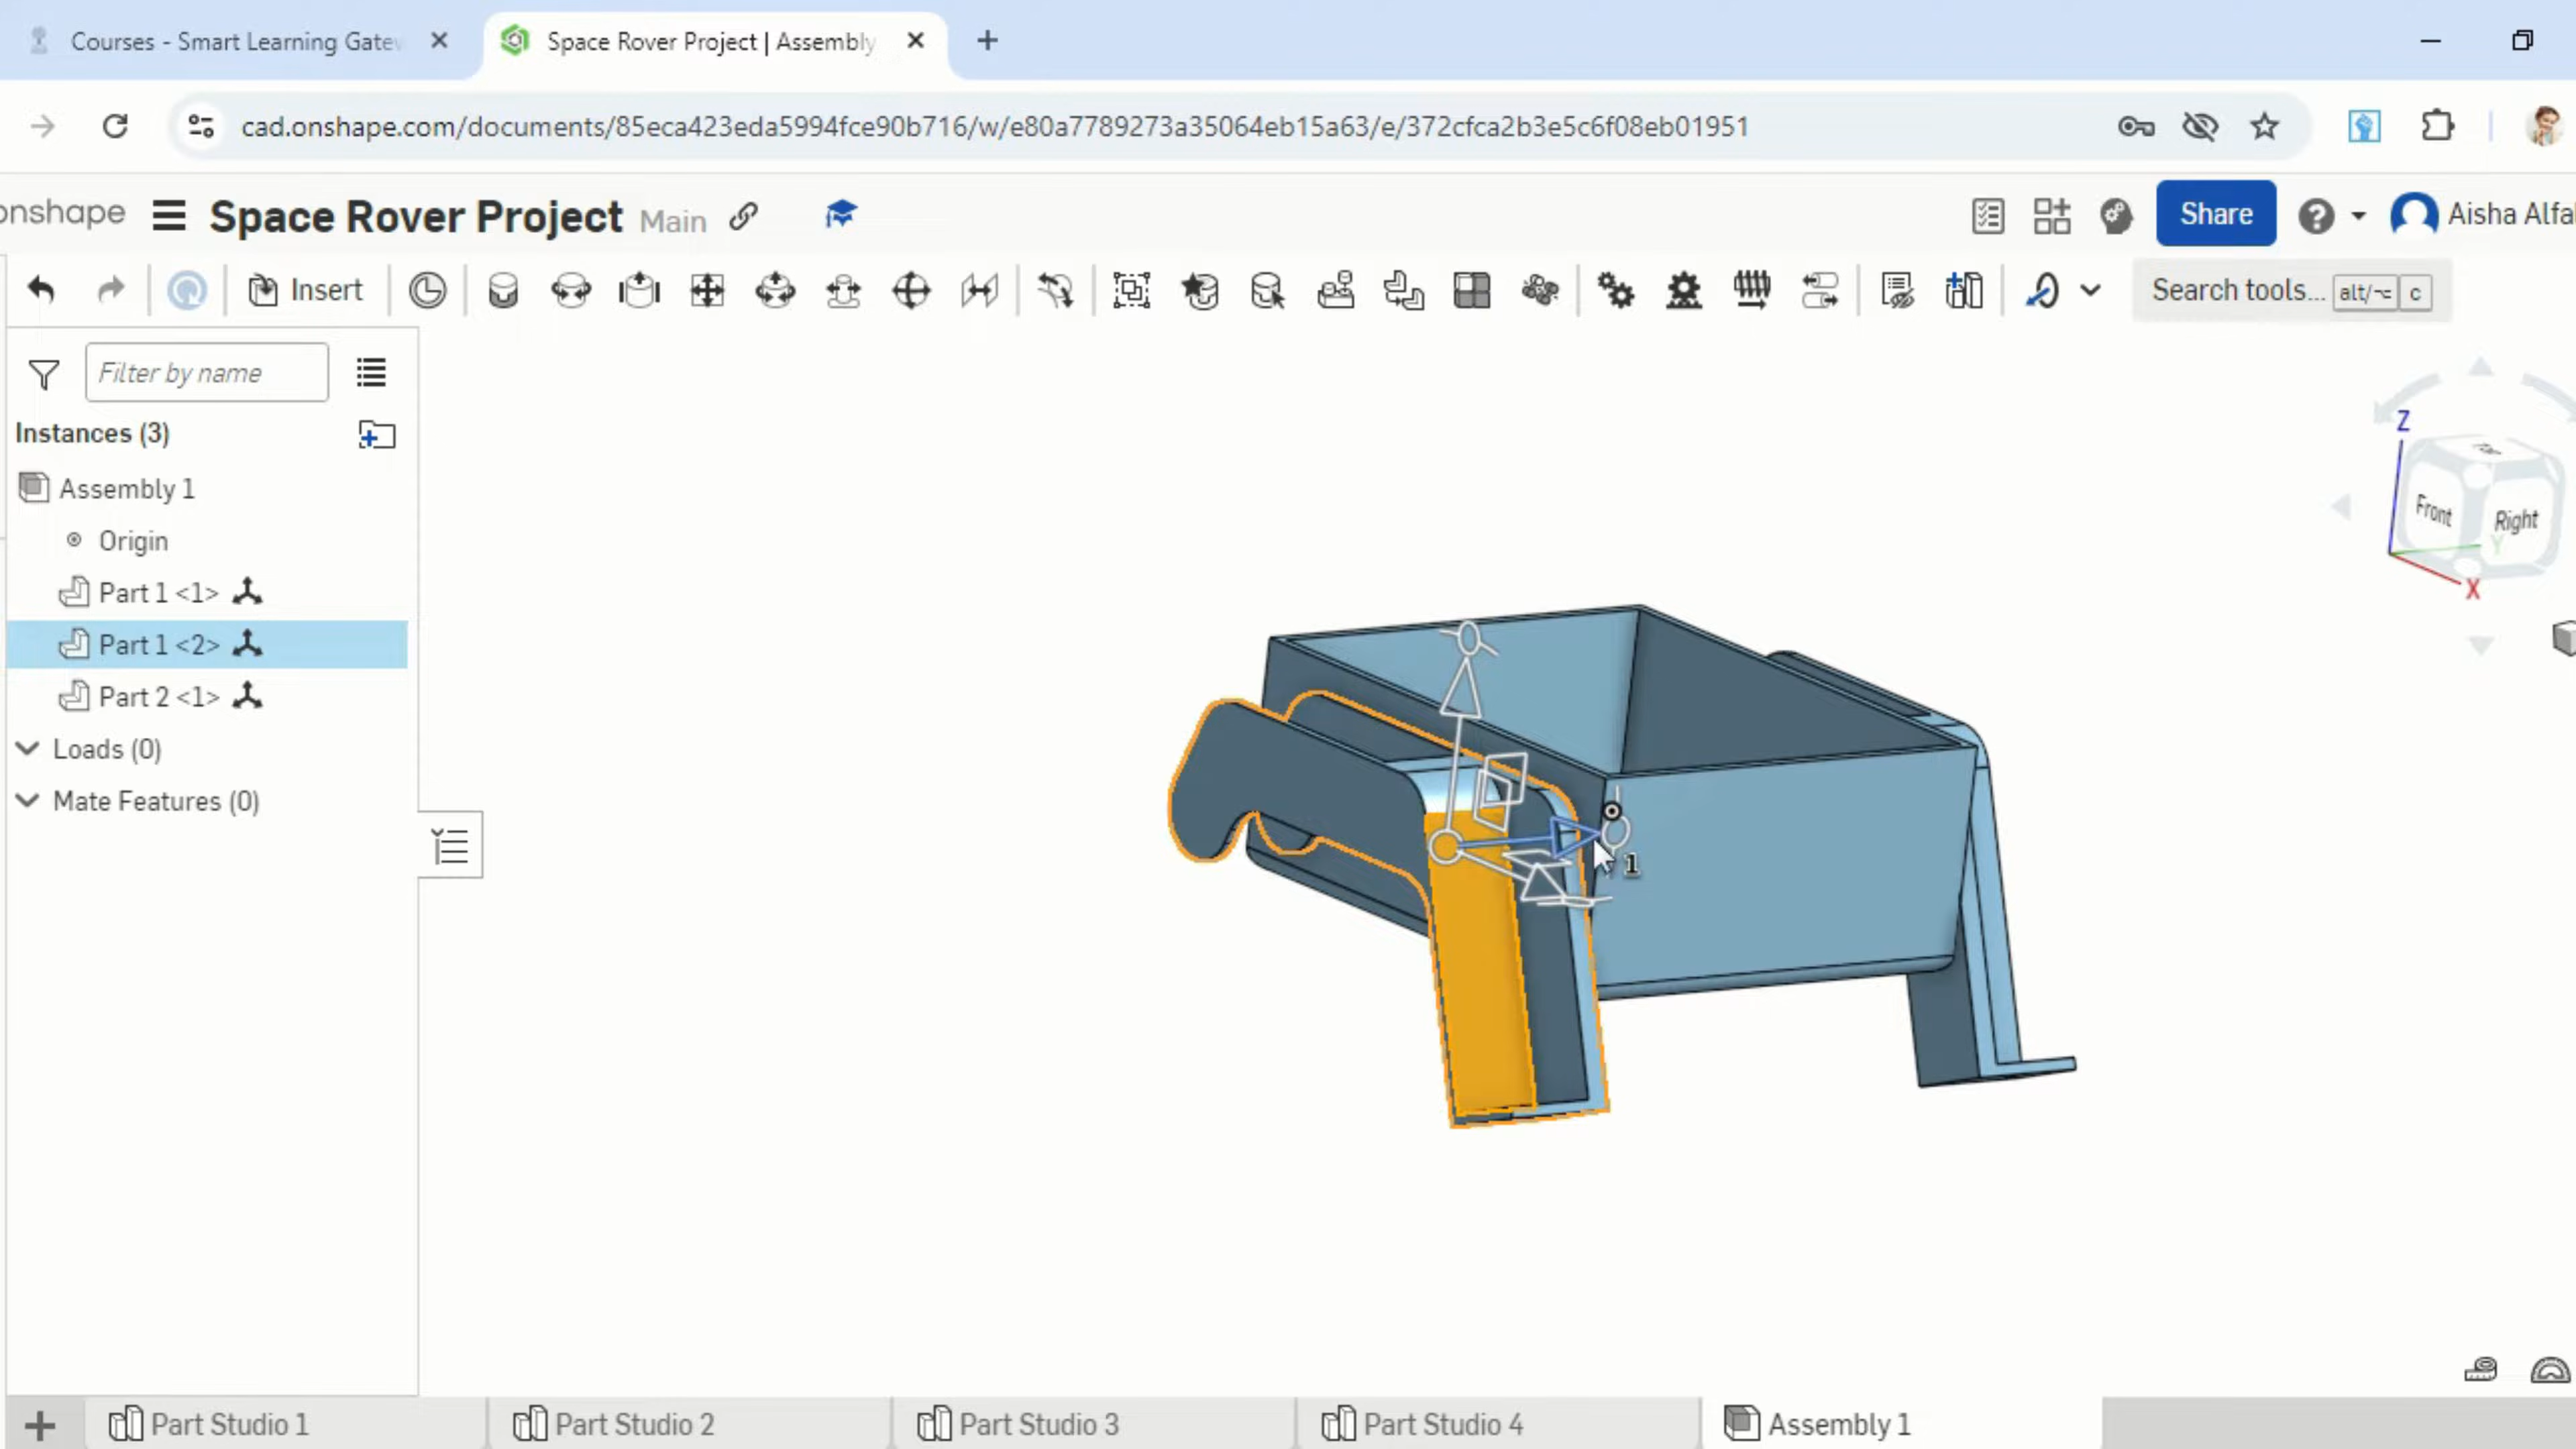 Courses - Smart Learning Gatew
Space Rover Project | Assembly
cad.onshape.com/documents/85eca423eda5994fce90b716/w/e80a7789273a35064eb15a63/e/372cfca2b3e5c6f08eb01951
onshape
Space Rover Project Main
Share
Aisha Alfal
Insert
Search tools... alt/⌥ c
Filter by name
Instances (3)
Assembly 1
Origin
Part 1 <1>
Part 1 <2>
Part 2 <1>
Loads (0)
Mate Features (0)
Z
Front
Right
Y
X
1
Part Studio 1
Part Studio 2
Part Studio 3
Part Studio 4
Assembly 1